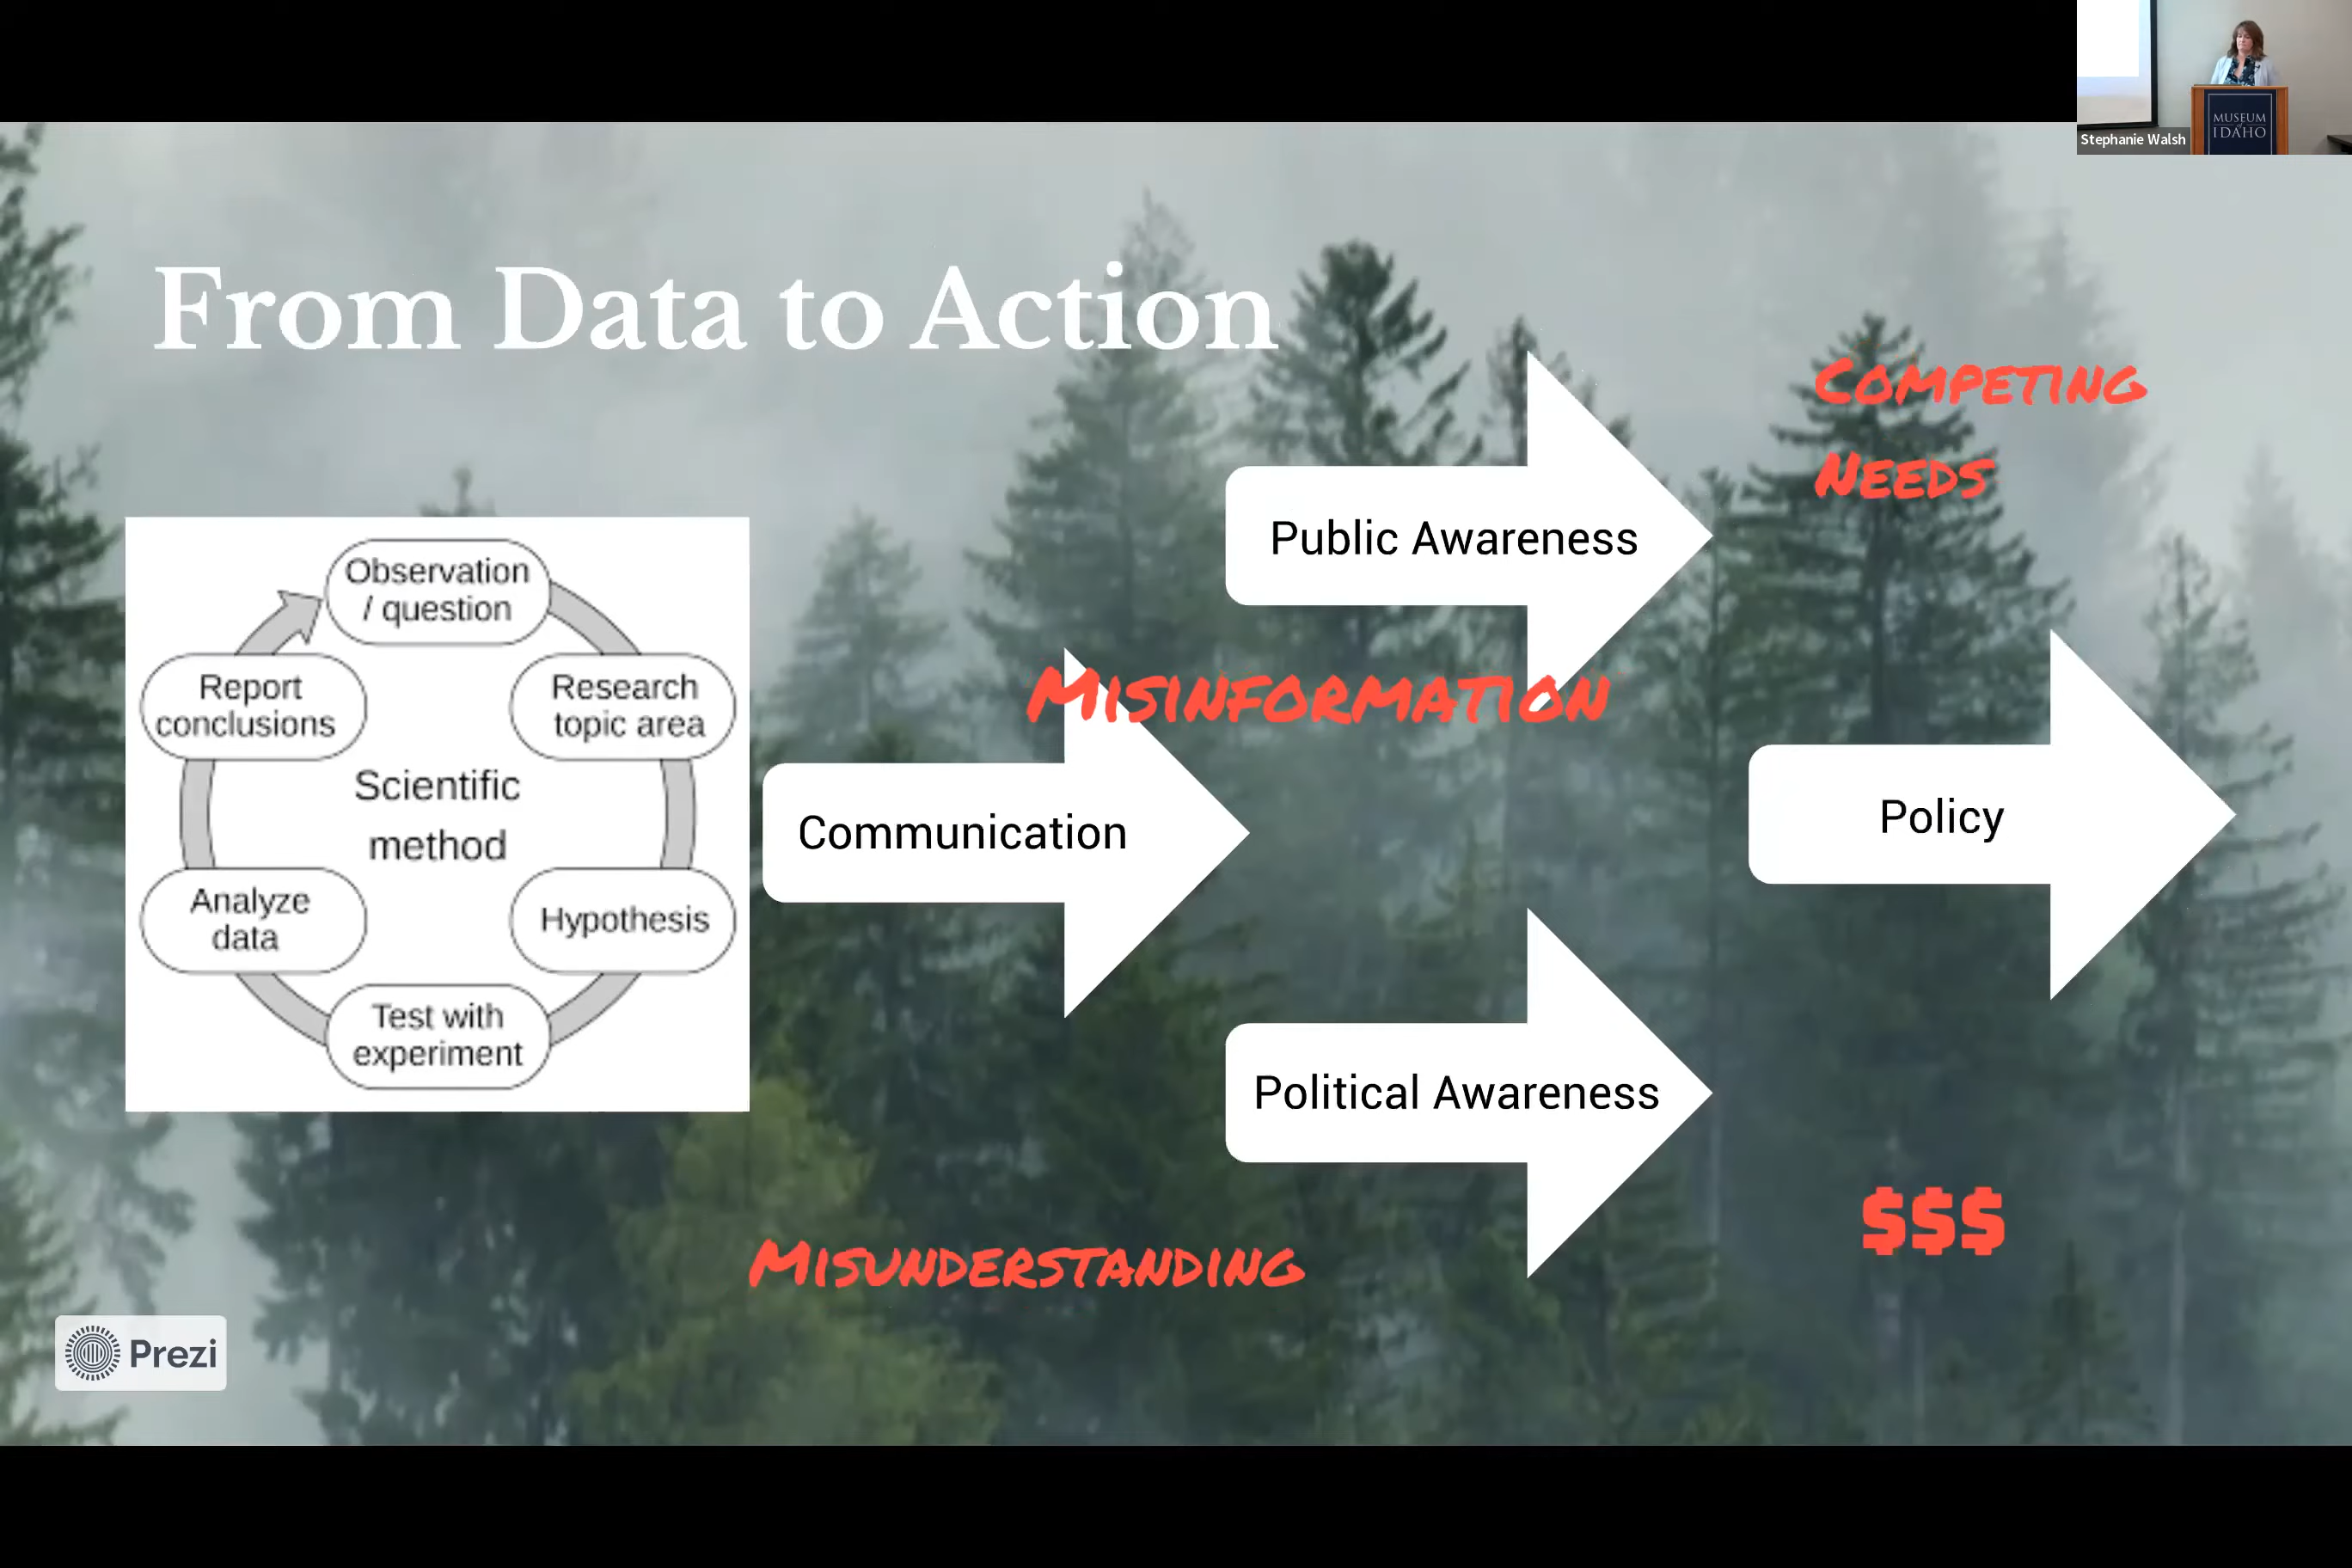 Stephanie Walsh
MUSEUM
of
IDAHO
From Data to Action
Competing
Needs
Public Awareness
Misinformation
Communication
Policy
Political Awareness
Misunderstanding
$$$
Observation
/ question
Research
topic area
Hypothesis
Test with
experiment
Analyze
data
Report
conclusions
Scientific
method
Prezi